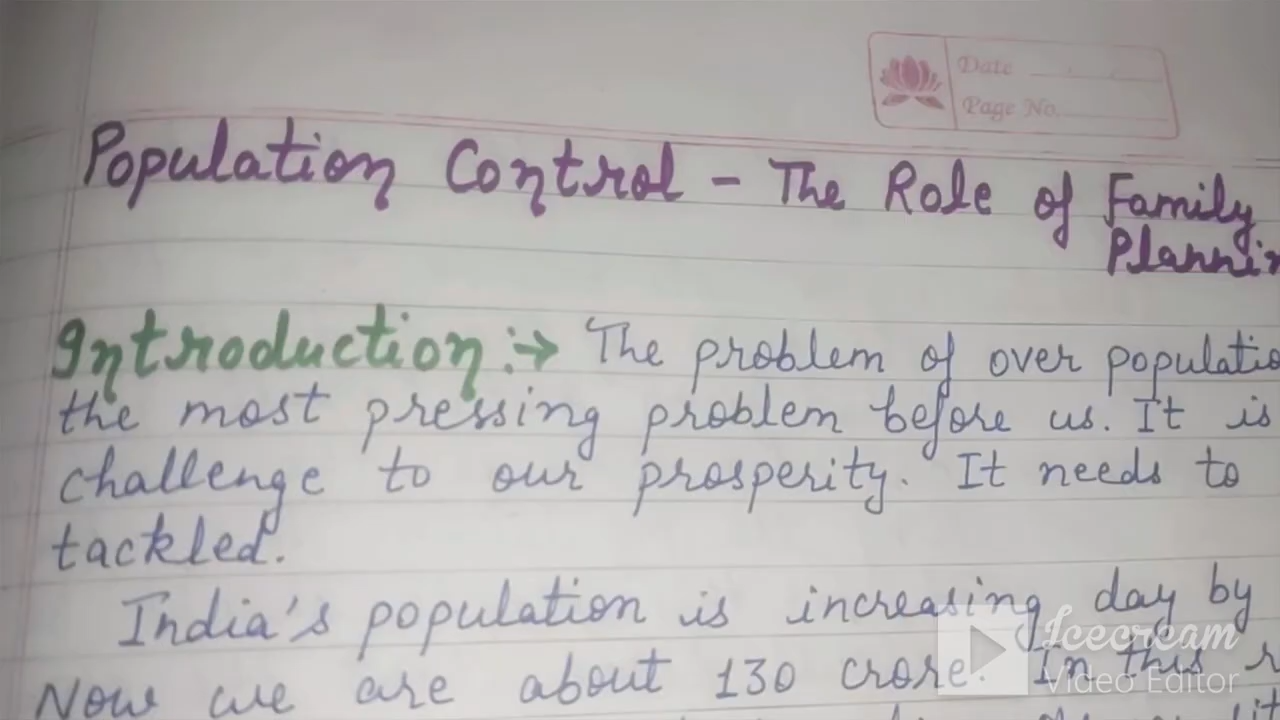 Date
Page No.
Population Control - The Role of Family
Planni
Introduction :→ The problem of over populatio
the most pressing problem before us. It is
challenge to our prosperity. It needs to
tackled.
India's population is increasing day by
Now we are about 130 crore. In this
Icecream
Video Editor